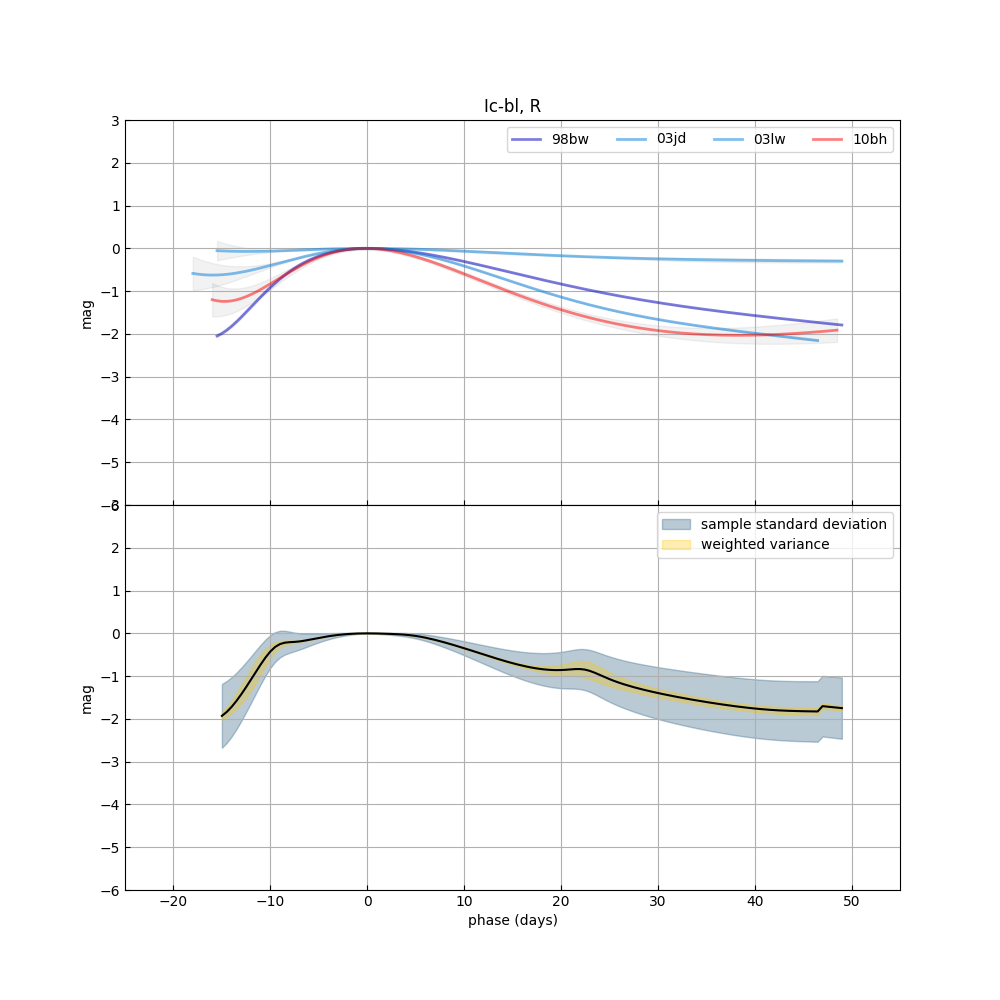 Ic-bl, R
98bw 03jd 03lw 10bh
3
2
1
0
−1
−2
−3
−4
−5
−6
mag
sample standard deviation
weighted variance
3
2
1
0
−1
−2
−3
−4
−5
−6
mag
−20 −10 0 10 20 30 40 50
phase (days)